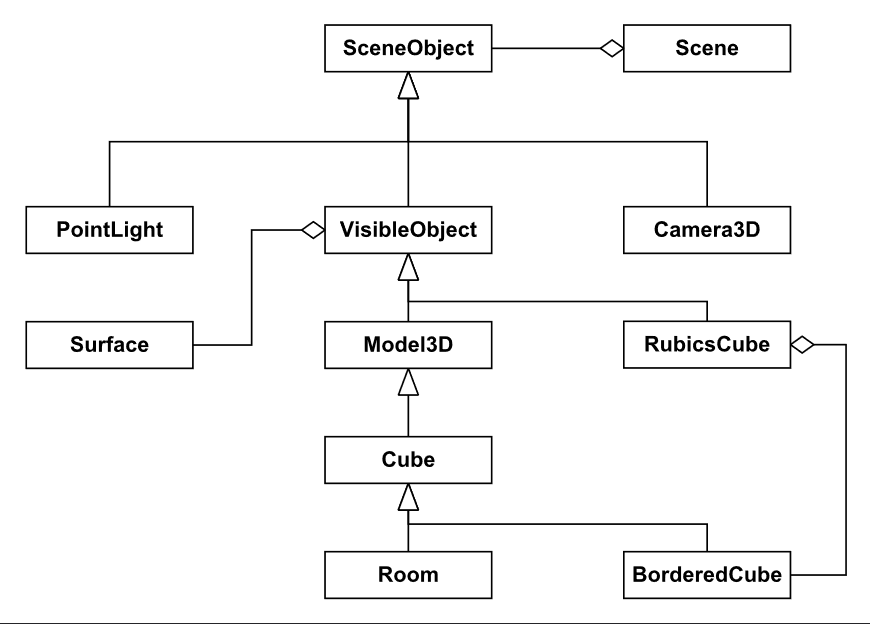 SceneObject
Scene
PointLight
VisibleObject
Camera3D
Surface
Model3D
RubicsCube
Cube
Room
BorderedCube